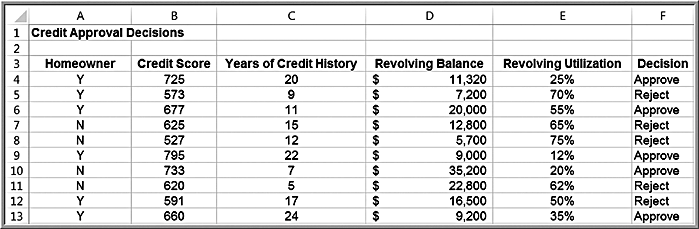 A B C D E F
1 Credit Approval Decisions
2
3 Homeowner Credit Score Years of Credit History Revolving Balance Revolving Utilization Decision
4 Y 725 20 $ 11,320 25% Approve
5 Y 573 9 $ 7,200 70% Reject
6 Y 677 11 $ 20,000 55% Approve
7 N 625 15 $ 12,800 65% Reject
8 N 527 12 $ 5,700 75% Reject
9 Y 795 22 $ 9,000 12% Approve
10 N 733 7 $ 35,200 20% Approve
11 N 620 5 $ 22,800 62% Reject
12 Y 591 17 $ 16,500 50% Reject
13 Y 660 24 $ 9,200 35% Approve